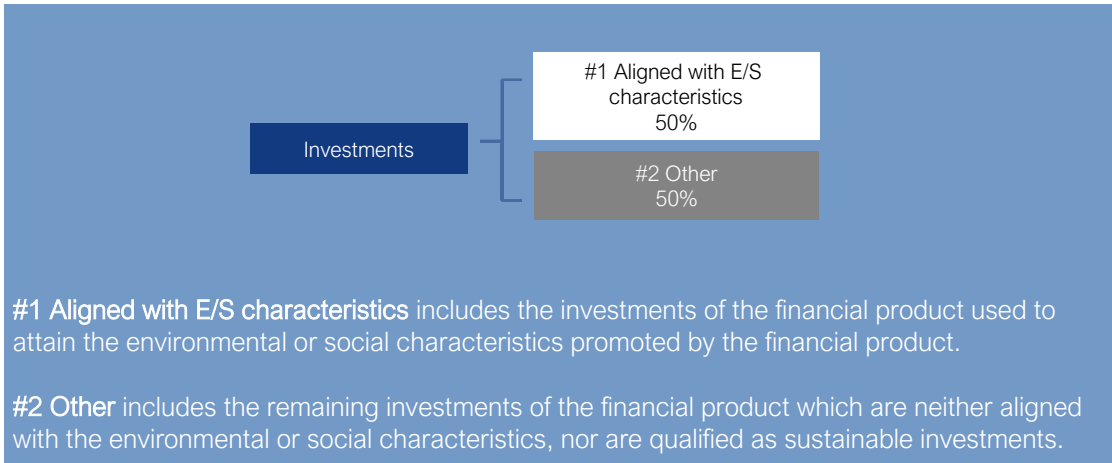 #1 Aligned with E/S
characteristics
50%
Investments
#2 Other
50%
#1 Aligned with E/S characteristics includes the investments of the financial product used to
attain the environmental or social characteristics promoted by the financial product.
#2 Other includes the remaining investments of the financial product which are neither aligned
with the environmental or social characteristics, nor are qualified as sustainable investments.